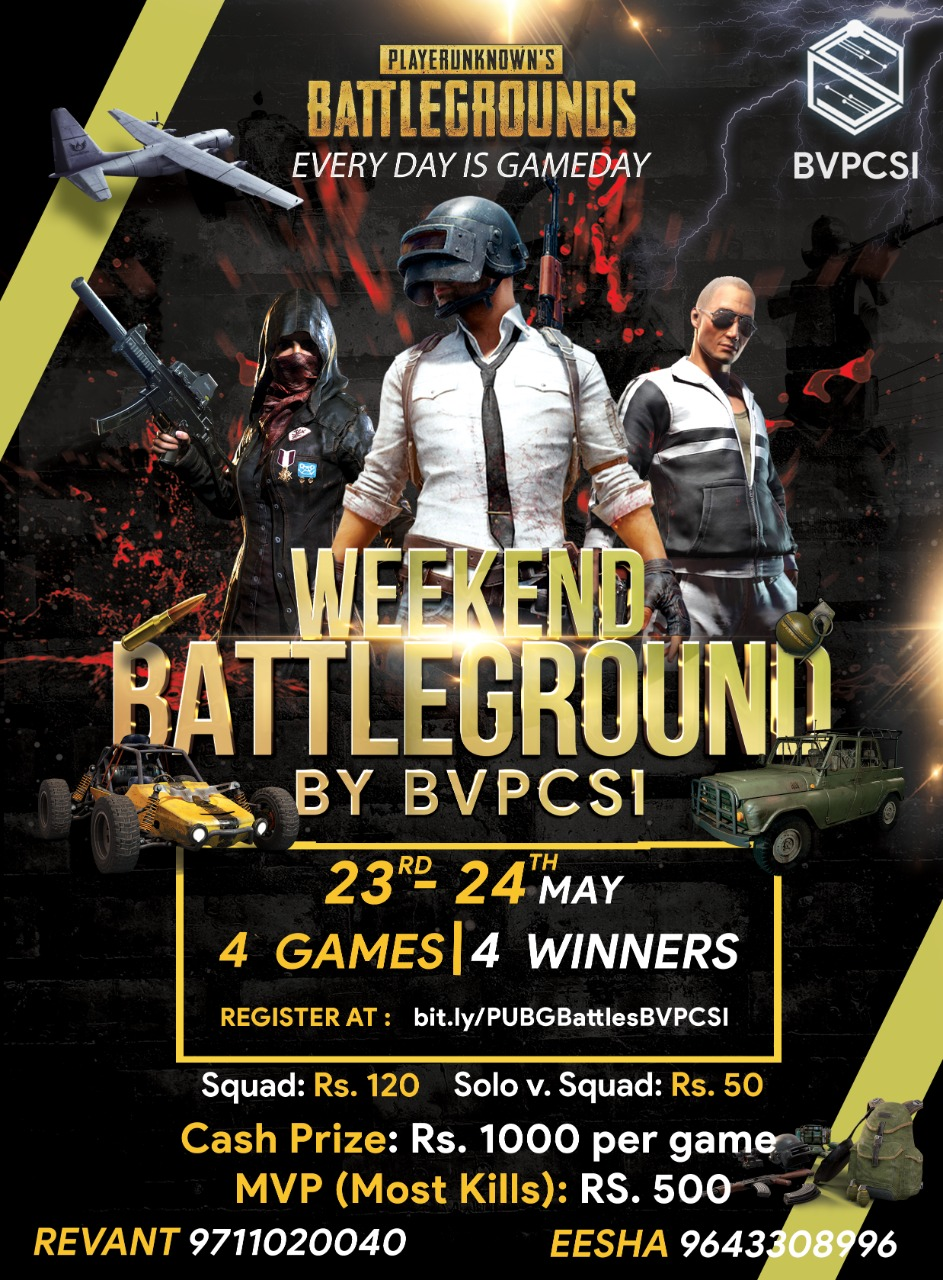 PLAYERUNKNOWN'S
BATTLEGROUNDS
EVERY DAY IS GAMEDAY
BVPCSI
WEEKEND
BATTLEGROUND
BY BVPCSI
23RD- 24TH MAY
4 GAMES|4 WINNERS
REGISTER AT : bit.ly/PUBGBattlesBVPCSI
Squad: Rs. 120 Solo v. Squad: Rs. 50
Cash Prize: Rs. 1000 per game
MVP (Most Kills): RS. 500
REVANT 9711020040 EESHA 9643308996